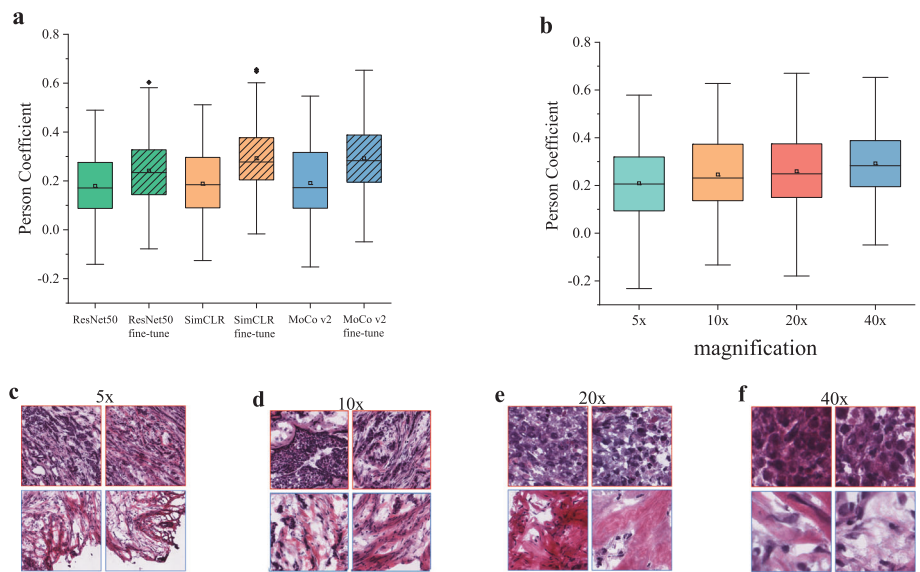 a
Person Coefficient
0.8
0.6
0.4
0.2
0.0
-0.2
ResNet50
ResNet50
fine-tune
SimCLR
SimCLR
fine-tune
MoCo v2
MoCo v2
fine-tune
b
Person Coefficient
0.8
0.6
0.4
0.2
0.0
-0.2
5x
10x
20x
40x
magnification
c
5x
d
10x
e
20x
f
40x